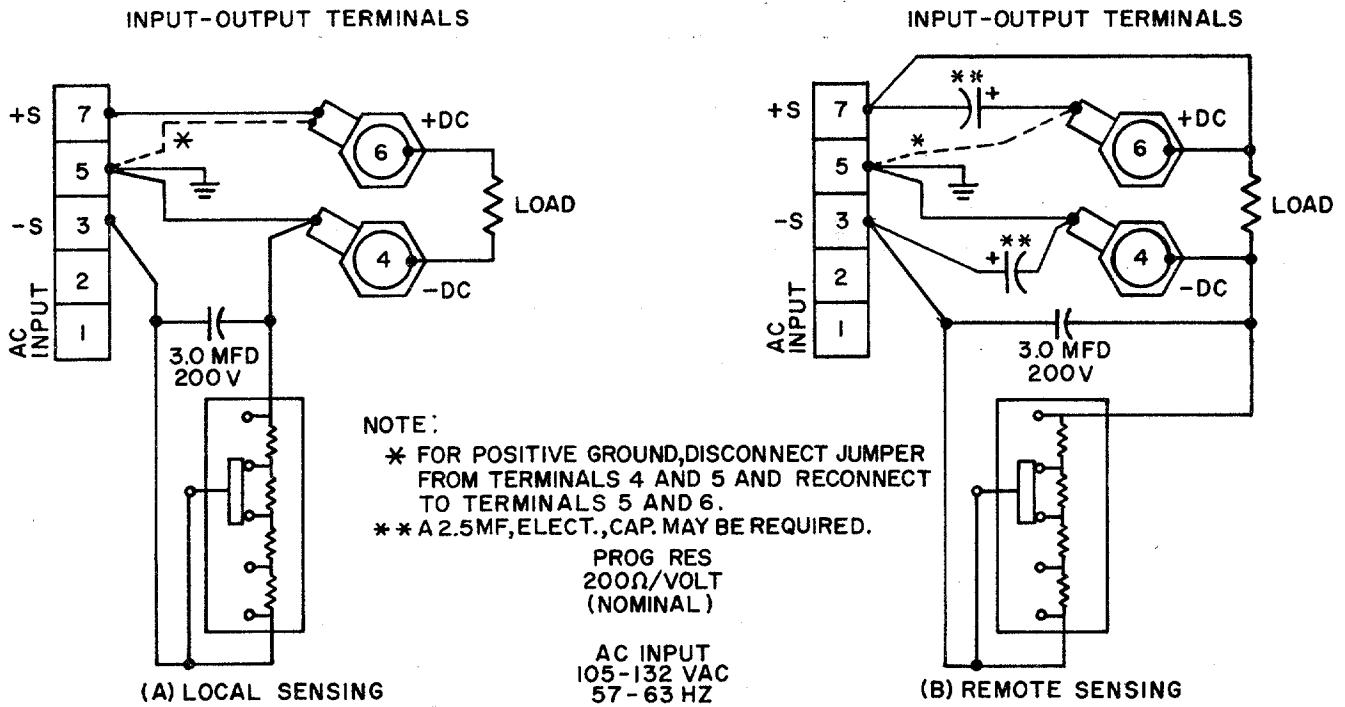 INPUT-OUTPUT TERMINALS
+S
7
5
-S
3
2
1
AC INPUT
*
6
+DC
4
-DC
LOAD
3.0 MFD
200V
(A) LOCAL SENSING
NOTE:
* FOR POSITIVE GROUND, DISCONNECT JUMPER
FROM TERMINALS 4 AND 5 AND RECONNECT
TO TERMINALS 5 AND 6.
** A 2.5MF, ELECT., CAP. MAY BE REQUIRED.
PROG RES
200Ω/VOLT
(NOMINAL)
AC INPUT
105-132 VAC
57-63 HZ
INPUT-OUTPUT TERMINALS
+S
7
5
-S
3
2
1
AC INPUT
**
+
*
6
+DC
**
+
4
-DC
LOAD
3.0 MFD
200V
(B) REMOTE SENSING